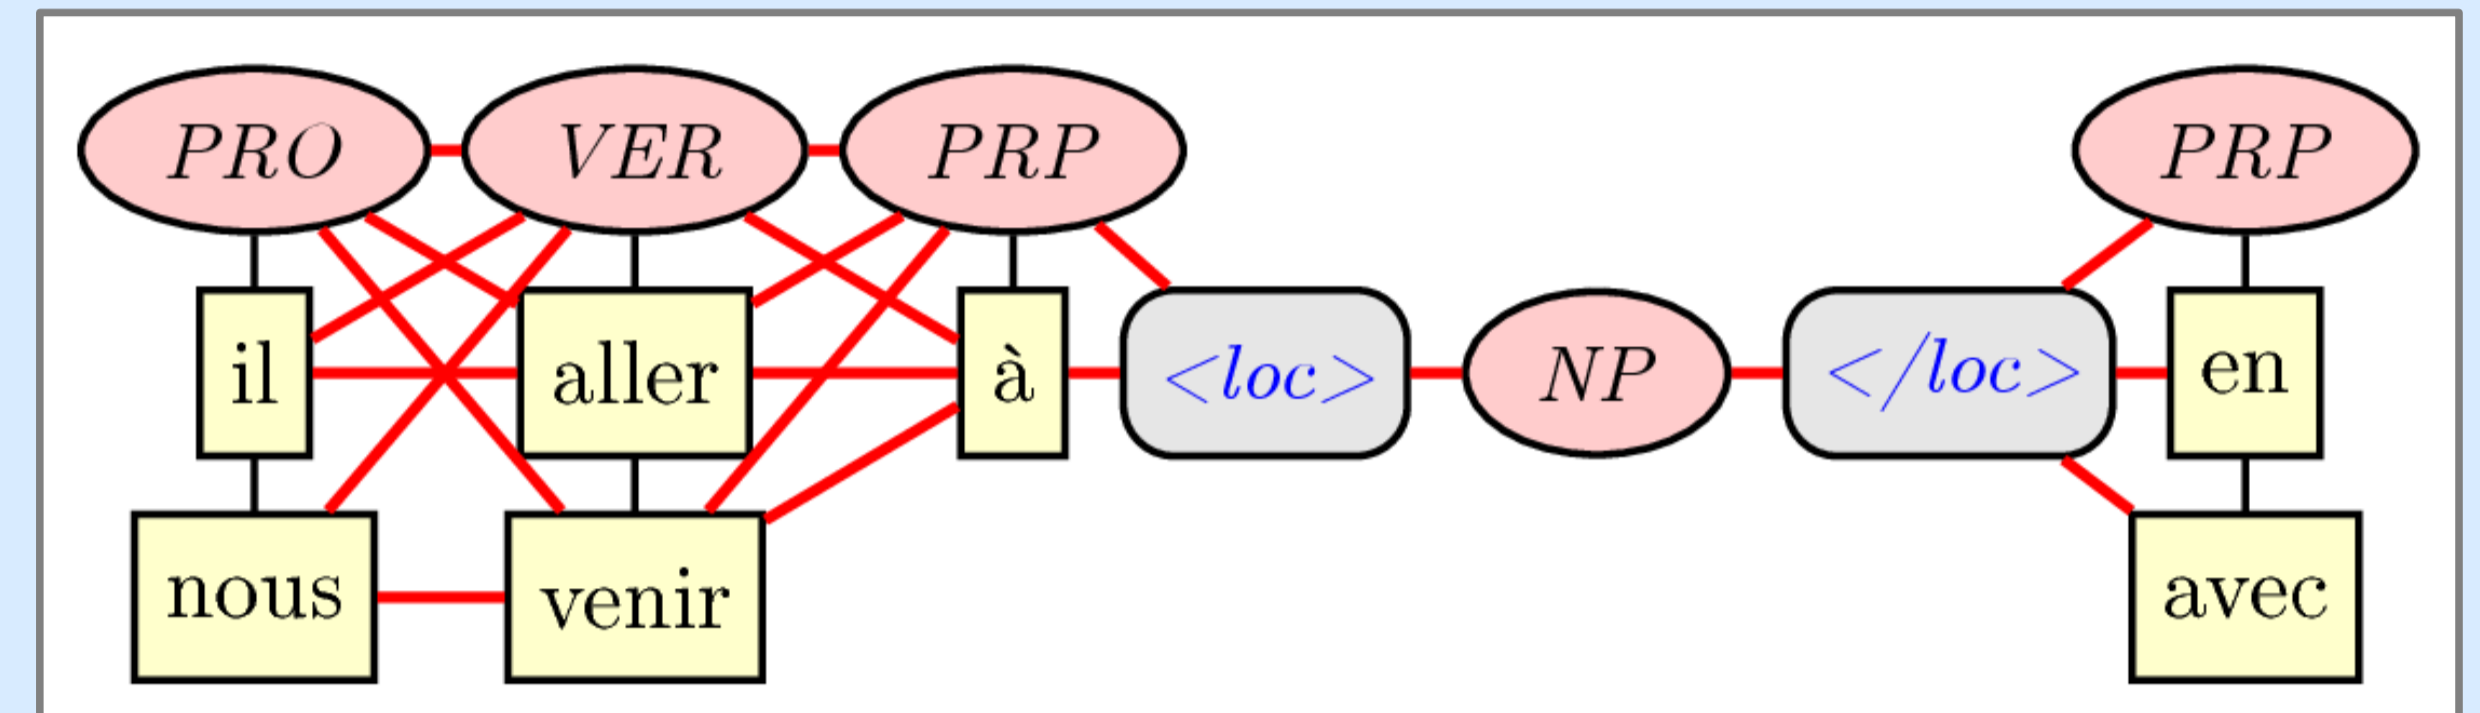 PRO VER PRP PRP
il aller à <loc> NP </loc> en
nous venir avec